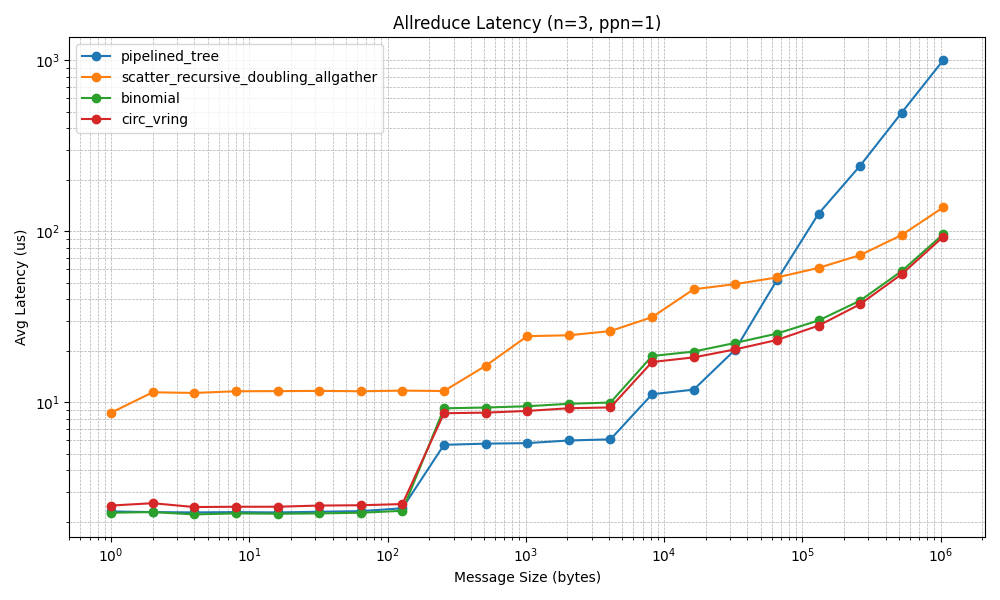 Allreduce Latency (n=3, ppn=1)
pipelined_tree
scatter_recursive_doubling_allgather
binomial
circ_vring
Avg Latency (us)
10³
10²
10¹
10⁰
10¹
10²
10³
10⁴
10⁵
10⁶
Message Size (bytes)